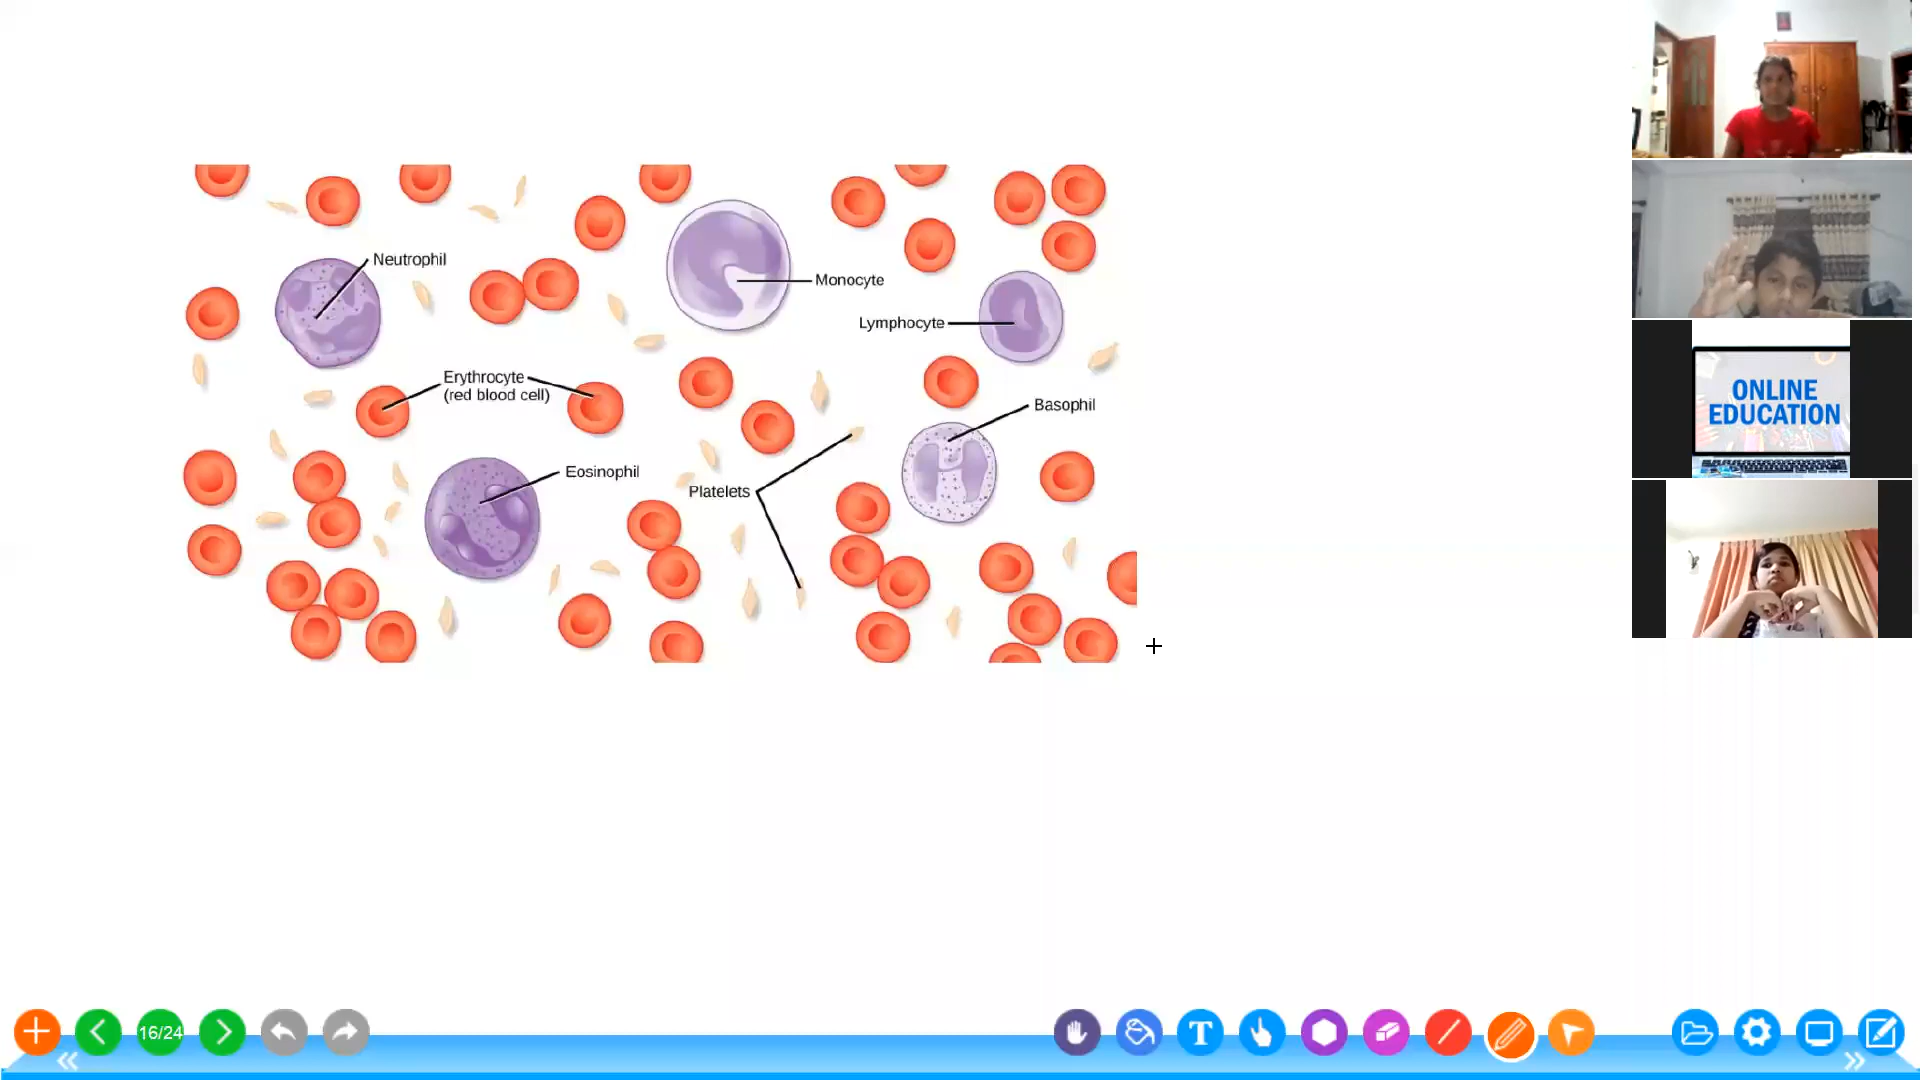 Neutrophil
Monocyte
Lymphocyte
Erythrocyte
(red blood cell)
Basophil
Eosinophil
Platelets
ONLINE
EDUCATION
16/24
T